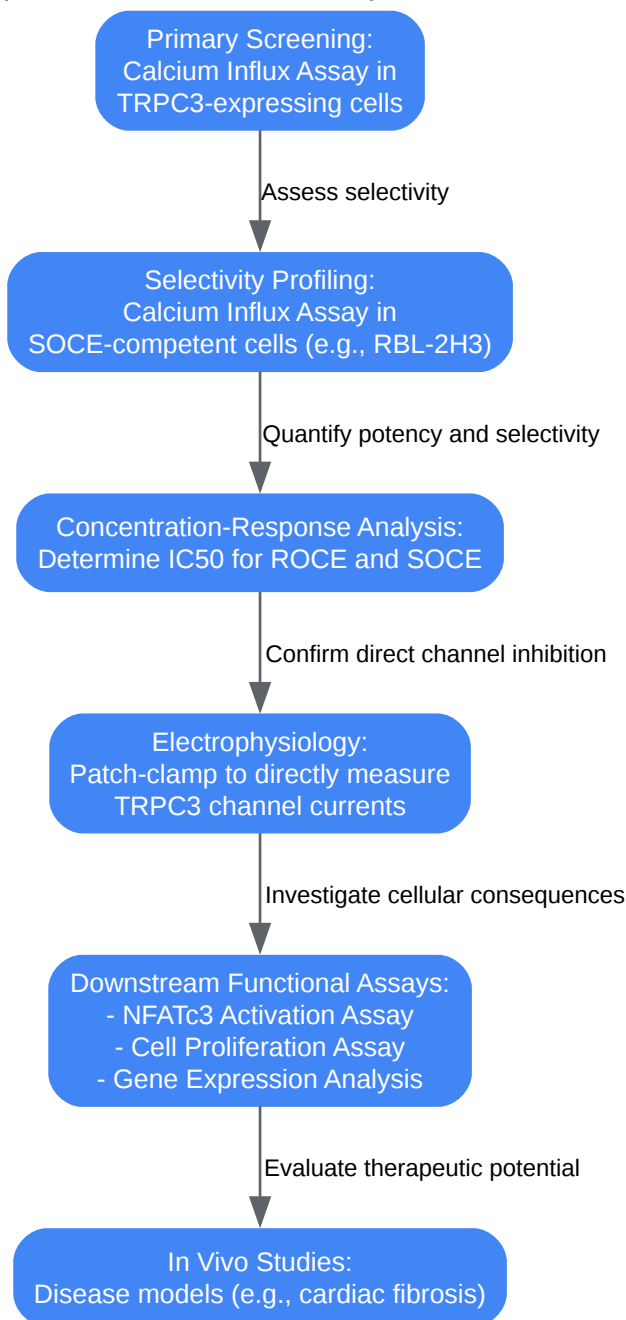 Primary Screening:
Calcium Influx Assay in
TRPC3-expressing cells
Assess selectivity
Selectivity Profiling:
Calcium Influx Assay in
SOCE-competent cells (e.g., RBL-2H3)
Quantify potency and selectivity
Concentration-Response Analysis:
Determine IC50 for ROCE and SOCE
Confirm direct channel inhibition
Electrophysiology:
Patch-clamp to directly measure
TRPC3 channel currents
Investigate cellular consequences
Downstream Functional Assays:
- NFATc3 Activation Assay
- Cell Proliferation Assay
- Gene Expression Analysis
Evaluate therapeutic potential
In Vivo Studies:
Disease models (e.g., cardiac fibrosis)